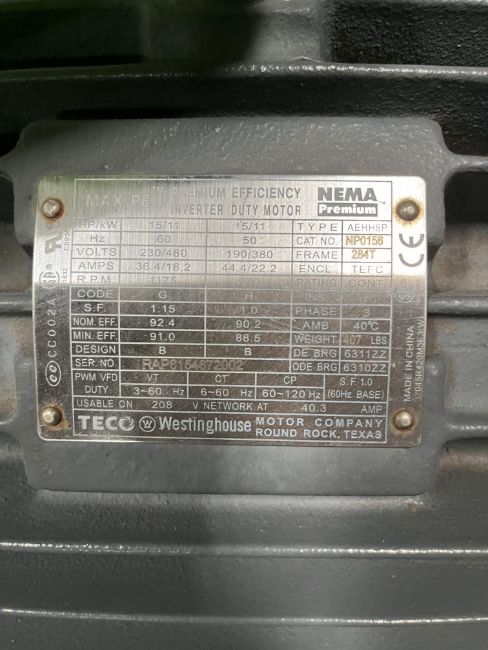 MAX PREMIUM EFFICIENCY NEMA
INVERTER DUTY MOTOR Premium
HP/kW 15/11 15/11 TYPE AEHH8P
Hz 60 50 CAT. NO. NP0156
VOLTS 230/460 190/380 FRAME 284T
AMPS 36.4/18.2 44.4/22.2 ENCL. TEFC
R.P.M. RATING CONT.
CODE G H INS.
S.F. 1.15 1.0 PHASE 3
NOM. EFF. 92.4 90.2 AMB 40°C
MIN. EFF. 91.0 88.5 WEIGHT 407 LBS
DESIGN B B DE BRG 6311ZZ
SER. NO. ODE BRG 6310ZZ
PWM VFD VT CT CP S.F. 1.0
DUTY 3~60 Hz 6~60 Hz 60~120 Hz (60Hz BASE)
USABLE ON 208 V NETWORK AT 40.3 AMP
TECO W Westinghouse MOTOR COMPANY
ROUND ROCK, TEXAS
CC002A
CE
MADE IN CHINA